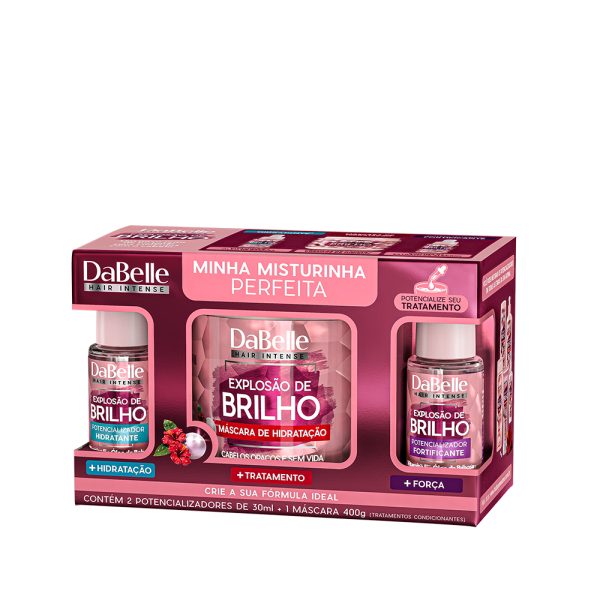 DaBelle
HAIR INTENSE
MINHA MISTURINHA
PERFEITA
POTENCIALIZE SEU
TRATAMENTO
DaBelle
HAIR INTENSE
EXPLOSÃO DE
BRILHO
POTENCIALIZADOR
HIDRATANTE
+ HIDRATAÇÃO
DaBelle
HAIR INTENSE
EXPLOSÃO DE
BRILHO
MÁSCARA DE HIDRATAÇÃO
CABELOS OPACOS E SEM VIDA
+ TRATAMENTO
DaBelle
HAIR INTENSE
EXPLOSÃO DE
BRILHO
POTENCIALIZADOR
FORTIFICANTE
+ FORÇA
CRIE A SUA FÓRMULA IDEAL
CONTÉM 2 POTENCIALIZADORES DE 30ml + 1 MÁSCARA 400g (TRATAMENTOS CONDICIONANTES)